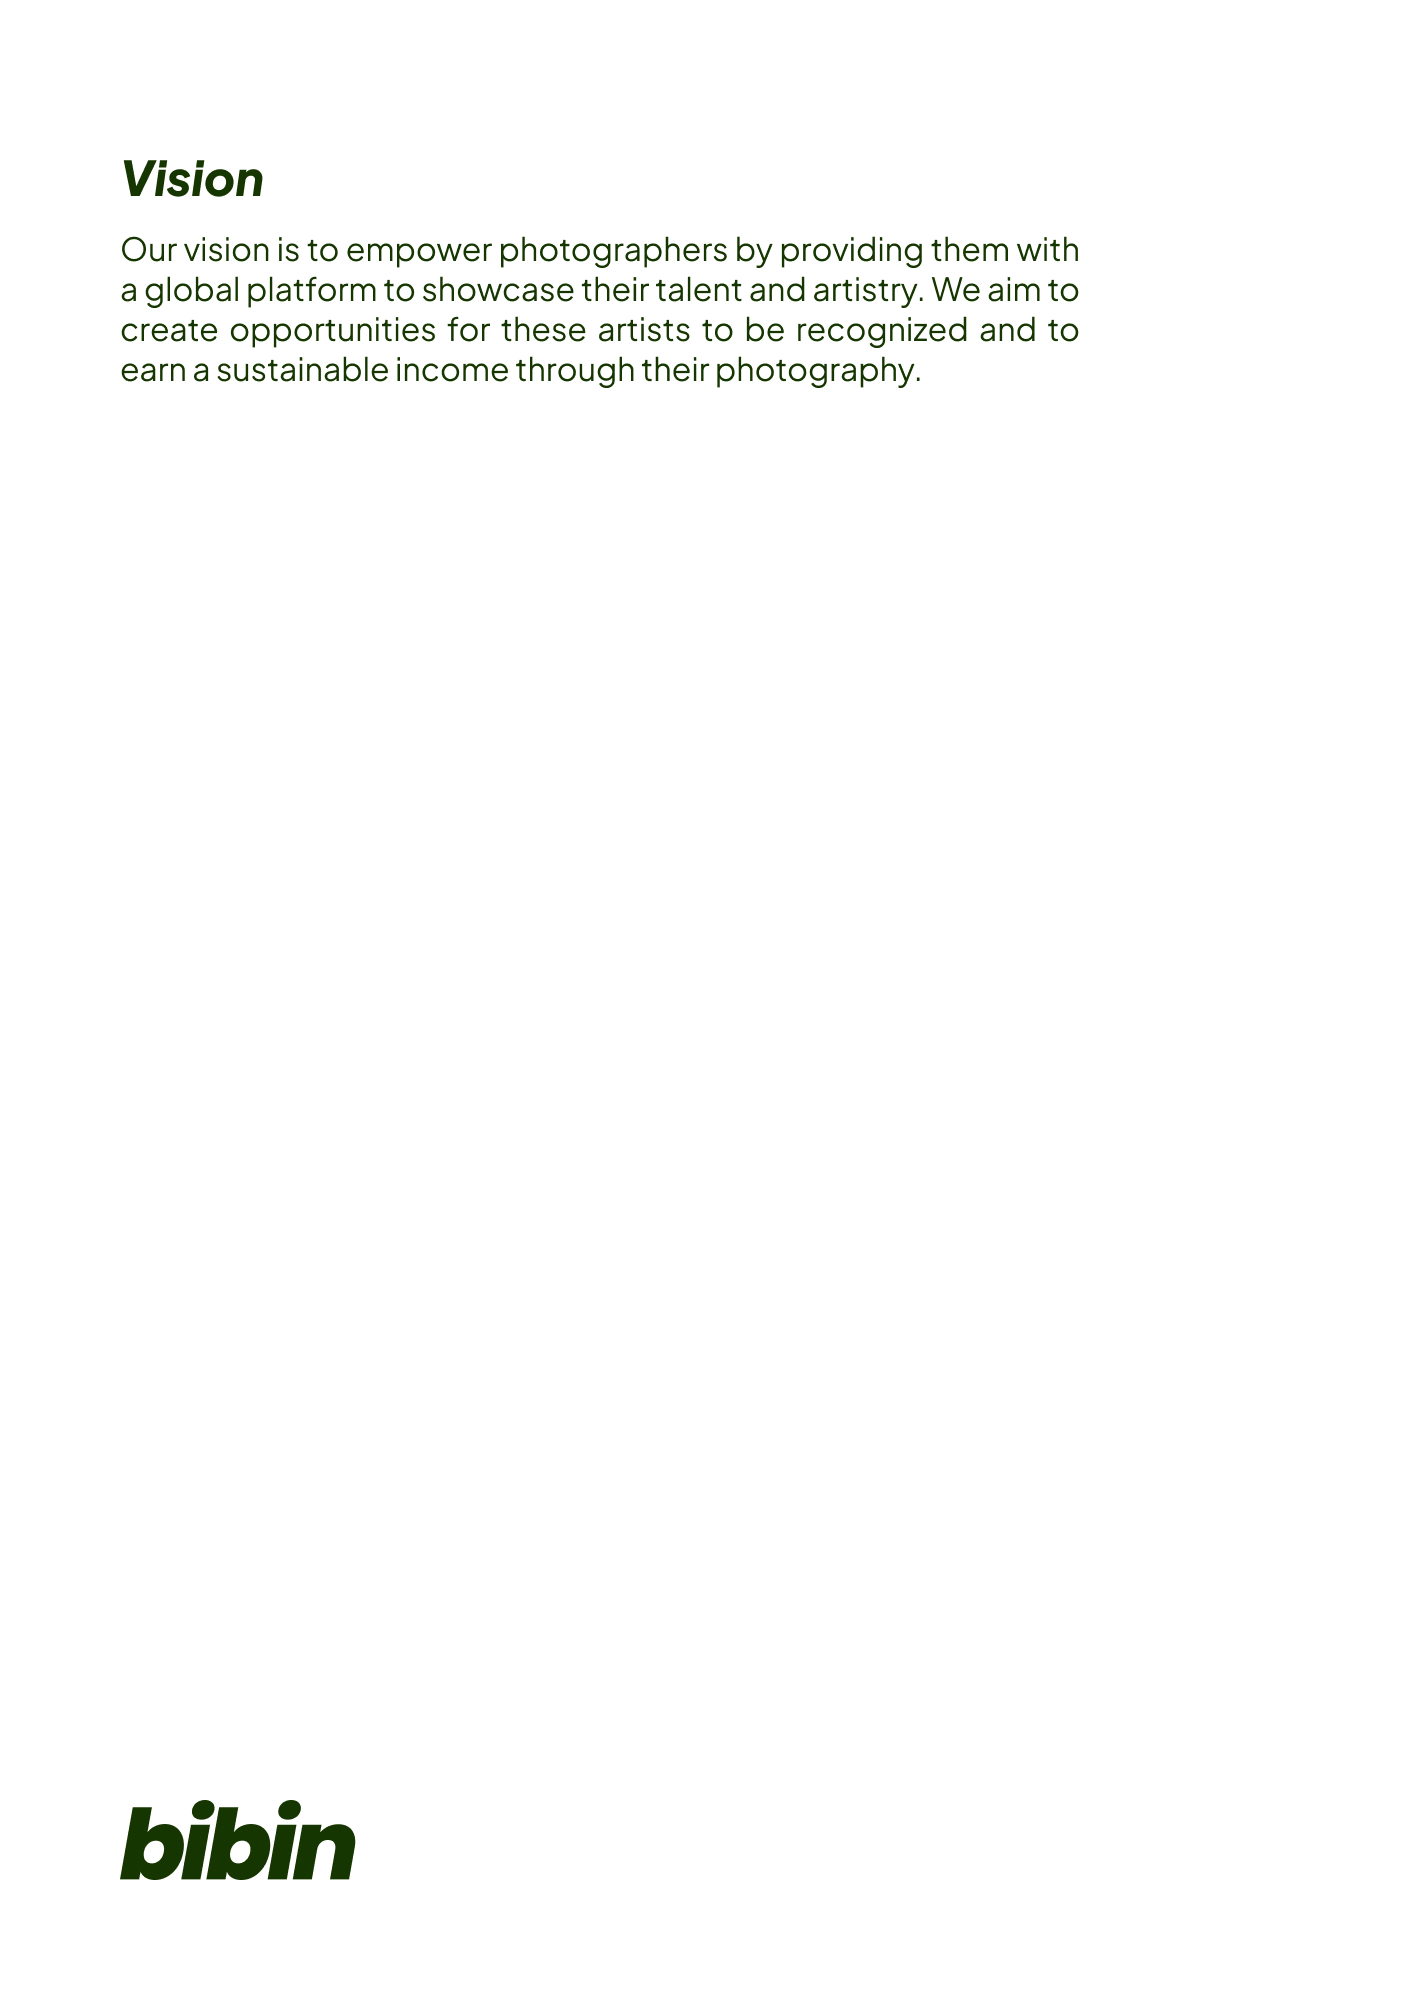 Vision
Our vision is to empower photographers by providing them with
a global platform to showcase their talent and artistry. We aim to
create opportunities for these artists to be recognized and to
earn a sustainable income through their photography.
bibin